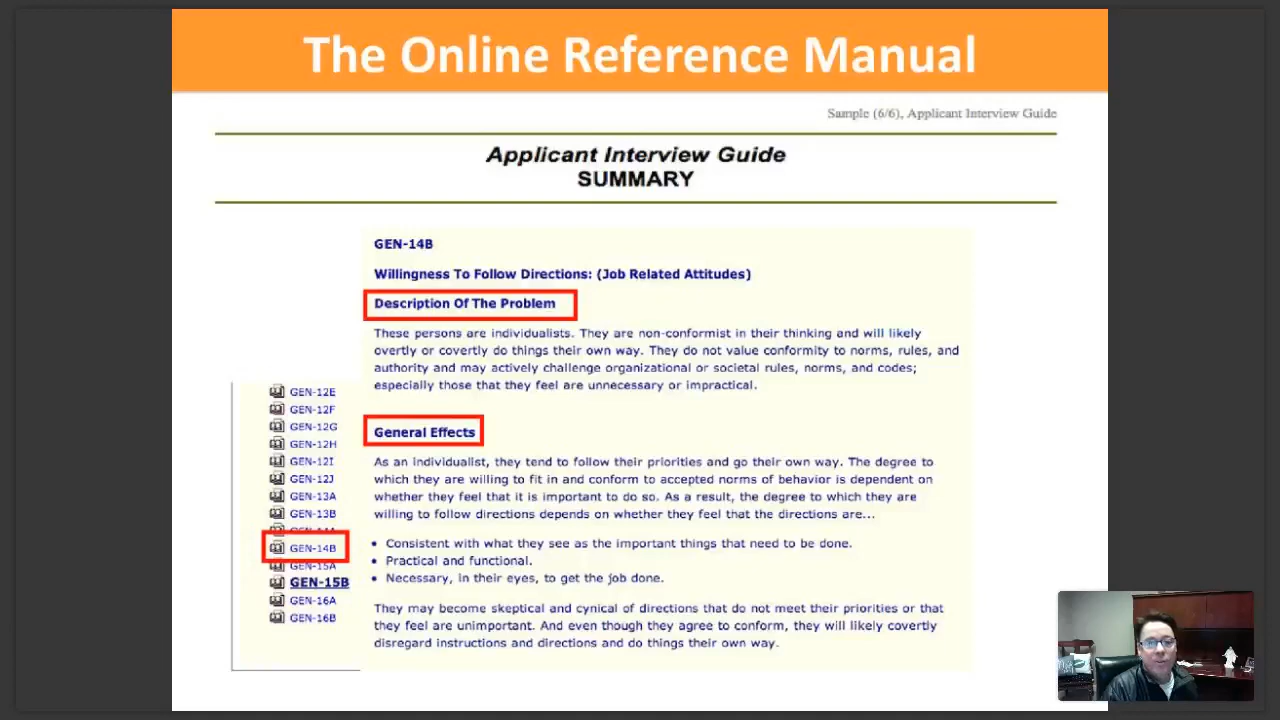 The Online Reference Manual
Sample (6/6), Applicant Interview Guide
Applicant Interview Guide
SUMMARY
GEN-14B
Willingness To Follow Directions: (Job Related Attitudes)
Description Of The Problem
These persons are individualists. They are non-conformist in their thinking and will likely
overtly or covertly do things their own way. They do not value conformity to norms, rules, and
authority and may actively challenge organizational or societal rules, norms, and codes;
especially those that they feel are unnecessary or impractical.
General Effects
As an individualist, they tend to follow their priorities and go their own way. The degree to
which they are willing to fit in and conform to accepted norms of behavior is dependent on
whether they feel that it is important to do so. As a result, the degree to which they are
willing to follow directions depends on whether they feel that the directions are...
• Consistent with what they see as the important things that need to be done.
• Practical and functional.
• Necessary, in their eyes, to get the job done.
They may become skeptical and cynical of directions that do not meet their priorities or that
they feel are unimportant. And even though they agree to conform, they will likely covertly
disregard instructions and directions and do things their own way.
GEN-12E
GEN-12F
GEN-12G
GEN-12H
GEN-12I
GEN-12J
GEN-13A
GEN-13B
GEN-14A
GEN-14B
GEN-15A
GEN-15B
GEN-16A
GEN-16B